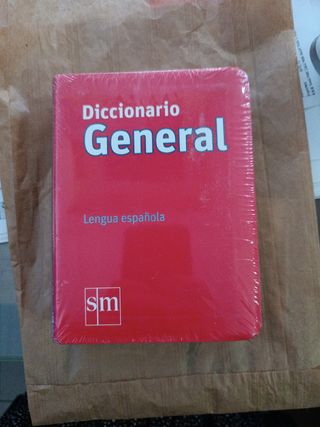 Diccionario
General
Lengua española
sm